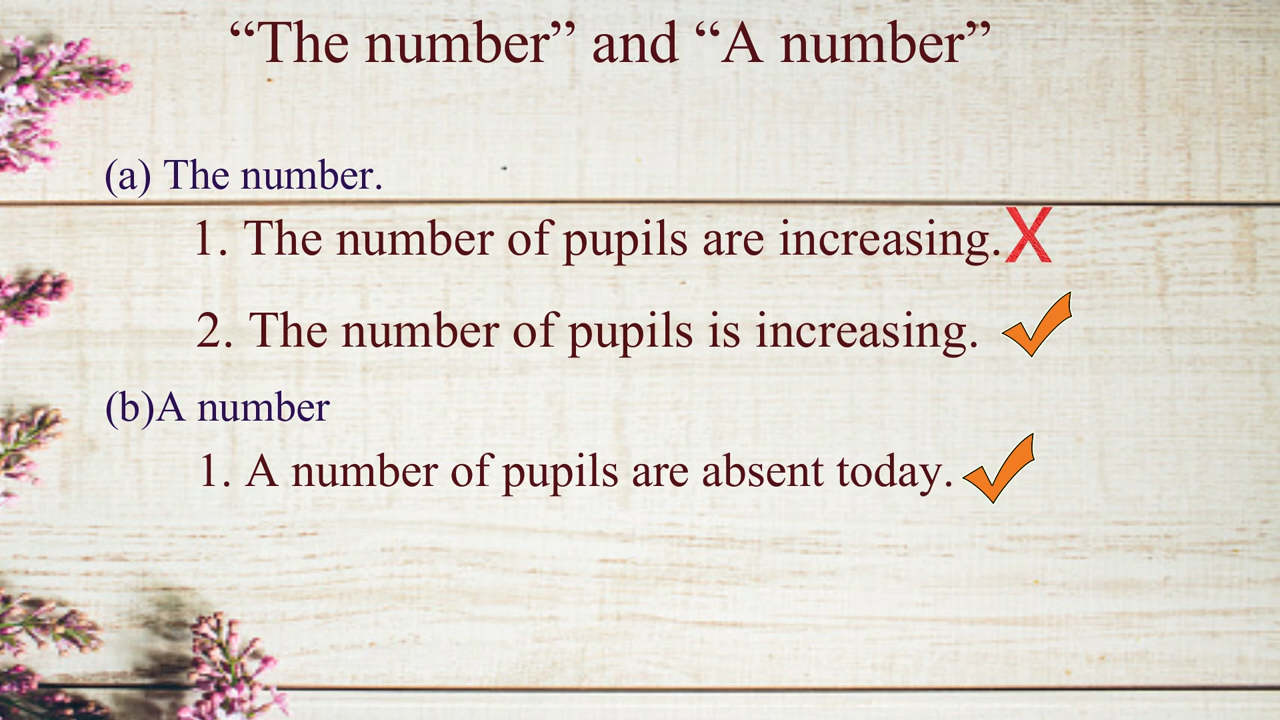 “The number” and “A number”
(a) The number.
1. The number of pupils are increasing.X
2. The number of pupils is increasing.
(b)A number
1. A number of pupils are absent today.